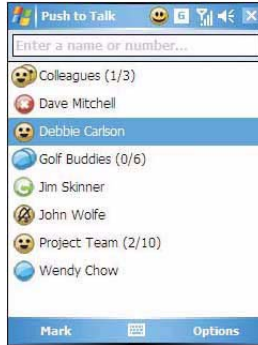 Push to Talk G
Enter a name or number...
Colleagues (1/3)
Dave Mitchell
Debbie Carlson
Golf Buddies (0/6)
Jim Skinner
John Wolfe
Project Team (2/10)
Wendy Chow
Mark Options